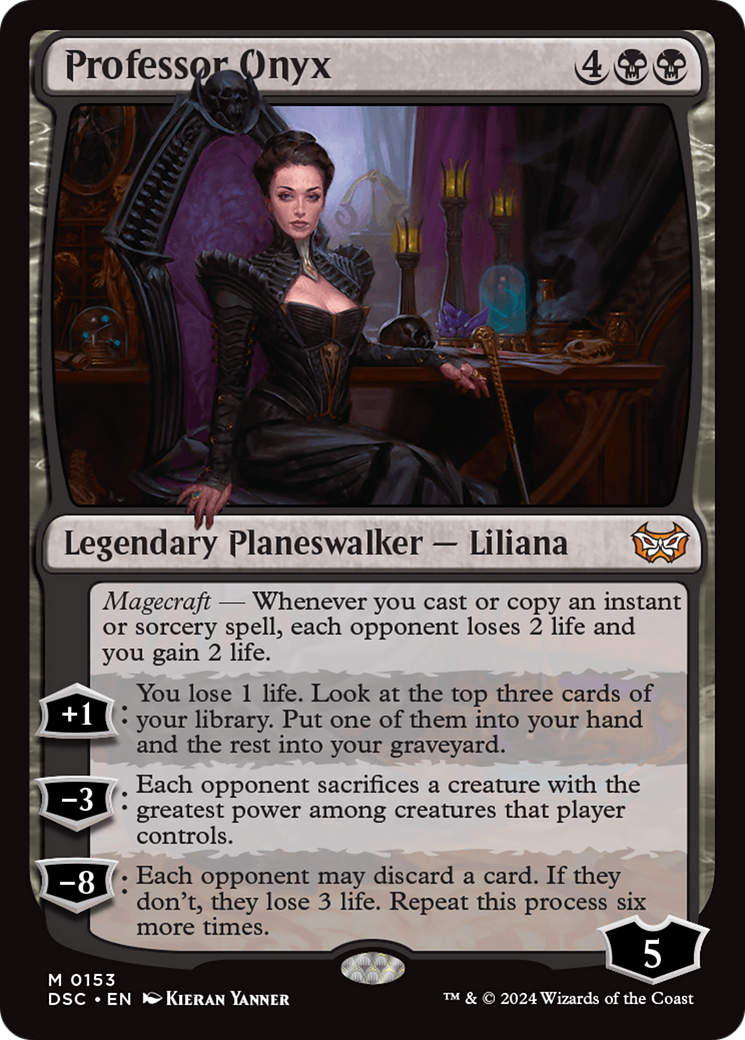 Professor Onyx 4
Legendary Planeswalker — Liliana
Magecraft — Whenever you cast or copy an instant
or sorcery spell, each opponent loses 2 life and
you gain 2 life.
+1: You lose 1 life. Look at the top three cards of
your library. Put one of them into your hand
and the rest into your graveyard.
−3: Each opponent sacrifices a creature with the
greatest power among creatures that player
controls.
−8: Each opponent may discard a card. If they
don't, they lose 3 life. Repeat this process six
more times.
5
M 0153
DSC • EN Kieran Yanner
™ & © 2024 Wizards of the Coast